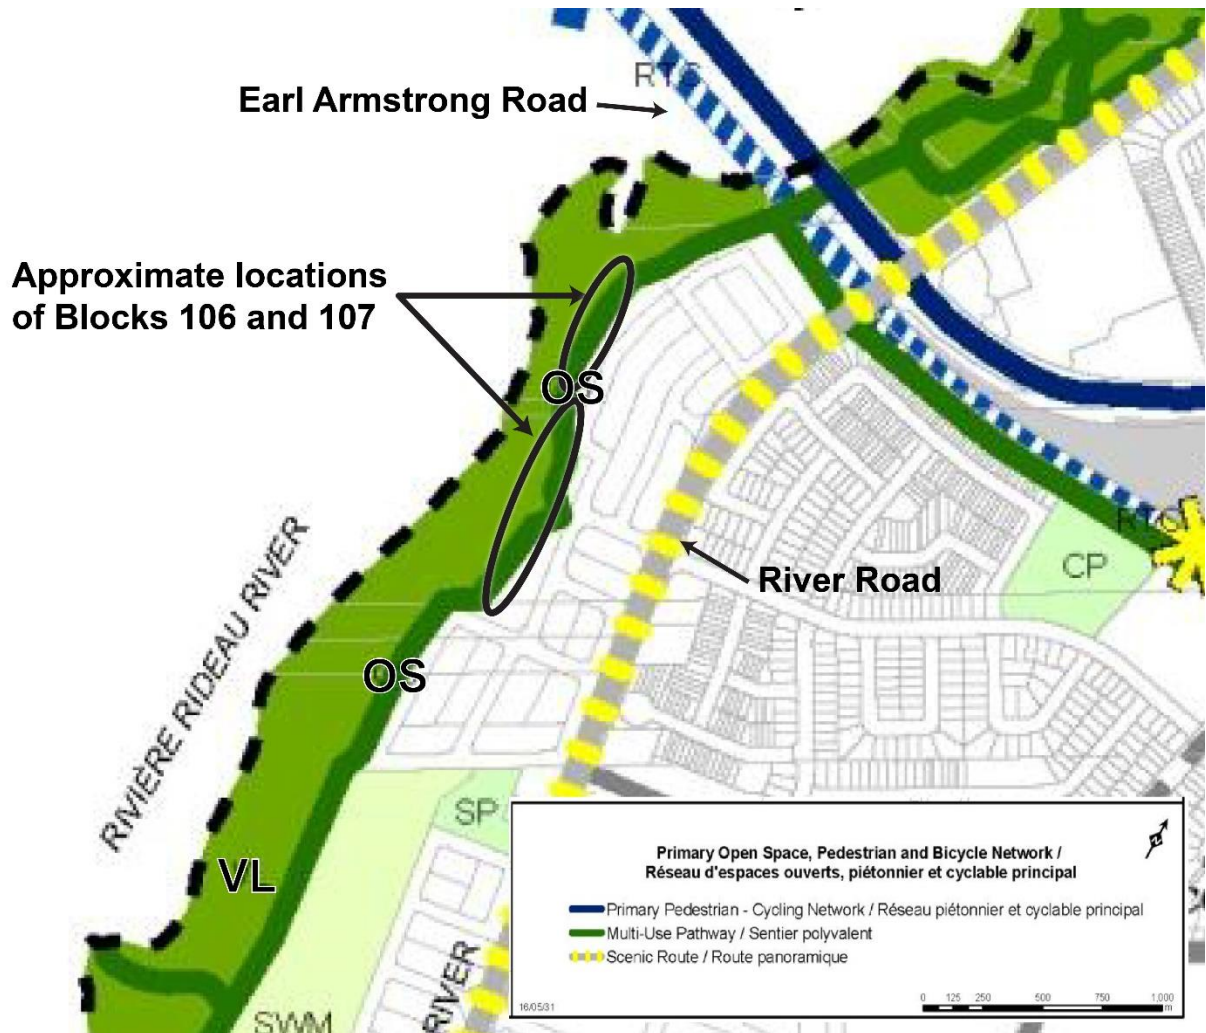 RTS
Earl Armstrong Road
Approximate locations
of Blocks 106 and 107
OS
River Road
CP
RTS
RIVIÈRE RIDEAU RIVER
OS
SP
VL
RIVER
SWM
Primary Open Space, Pedestrian and Bicycle Network /
Réseau d'espaces ouverts, piétonnier et cyclable principal
Primary Pedestrian - Cycling Network / Réseau piétonnier et cyclable principal
Multi-Use Pathway / Sentier polyvalent
Scenic Route / Route panoramique
16/05/31
0 125 250 500 750 1,000
m